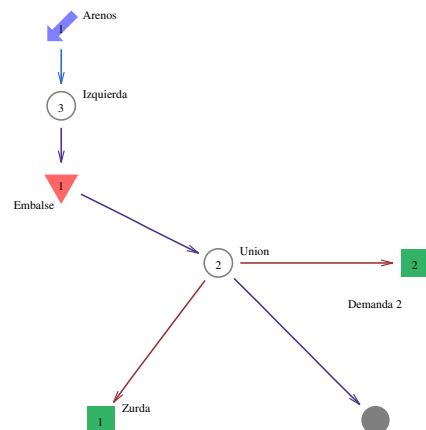 Arenos
1
Izquierda
3
1
Embalse
Union
2
2
Demanda 2
Zurda
1